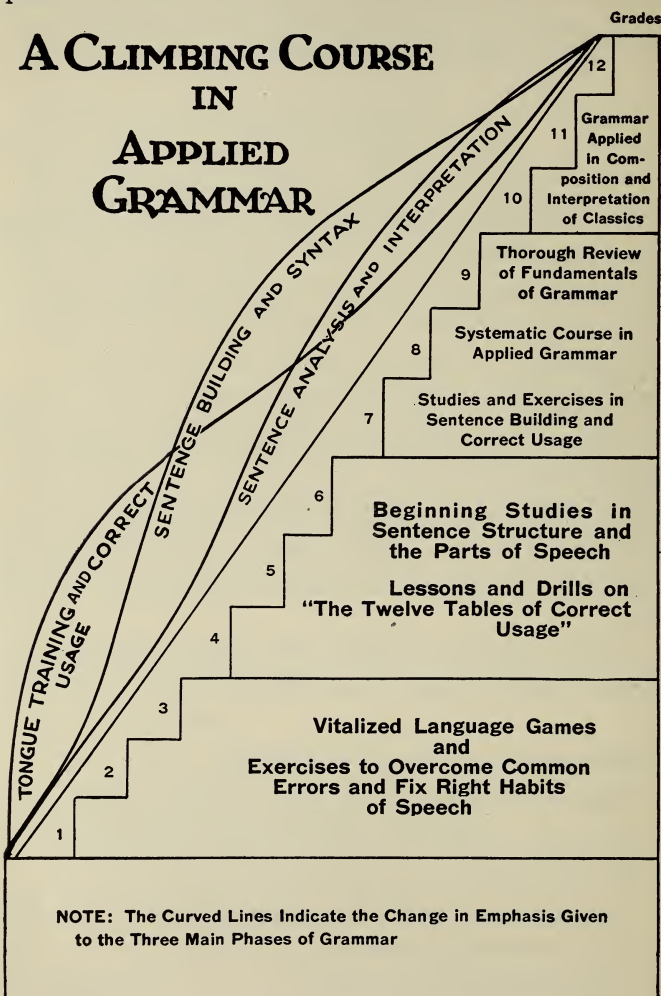 Grades
A CLIMBING COURSE
IN
APPLIED
GRAMMAR
12
11
Grammar
Applied
in Com-
position and
Interpretation
of Classics
10
SENTENCE ANALYSIS AND INTERPRETATION
SENTENCE BUILDING AND SYNTAX
TONGUE TRAINING AND CORRECT
USAGE
9
Thorough Review
of Fundamentals
of Grammar
8
Systematic Course in
Applied Grammar
7
Studies and Exercises in
Sentence Building and
Correct Usage
6
Beginning Studies in
Sentence Structure and
the Parts of Speech
5
Lessons and Drills on
"The Twelve Tables of Correct
Usage"
4
3
Vitalized Language Games
and
Exercises to Overcome Common
Errors and Fix Right Habits
of Speech
2
1
NOTE: The Curved Lines Indicate the Change in Emphasis Given
to the Three Main Phases of Grammar